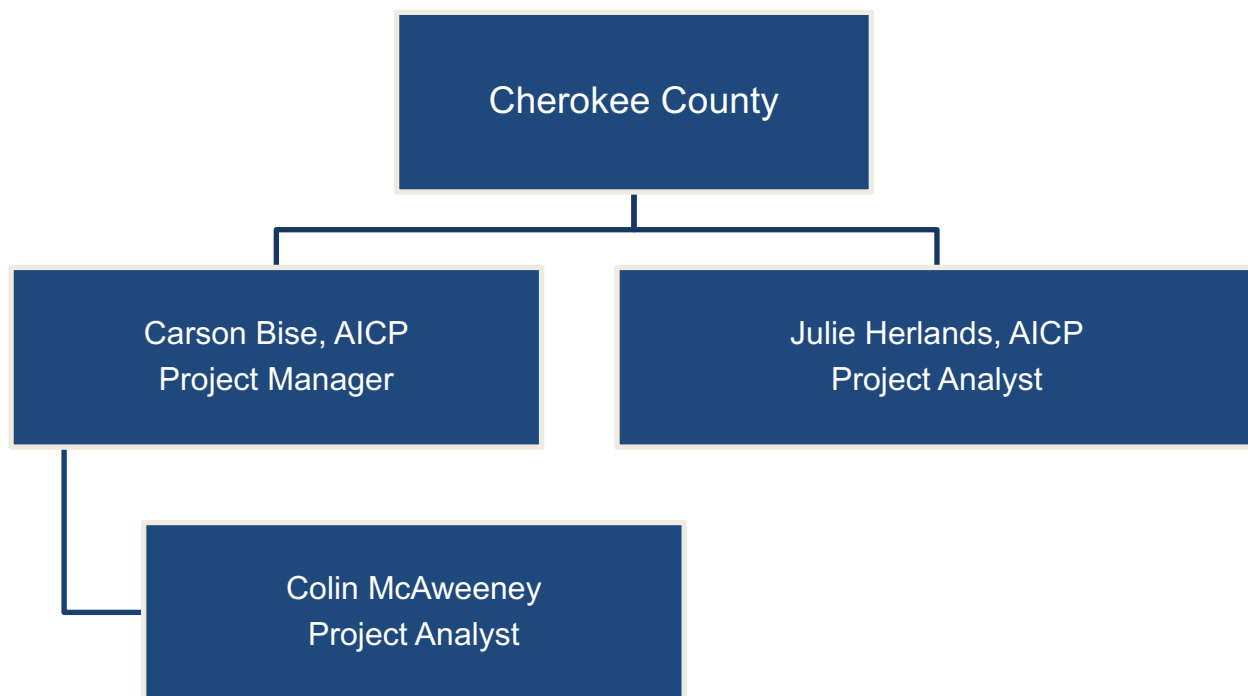 Cherokee County
Carson Bise, AICP
Project Manager
Julie Herlands, AICP
Project Analyst
Colin McAweeney
Project Analyst